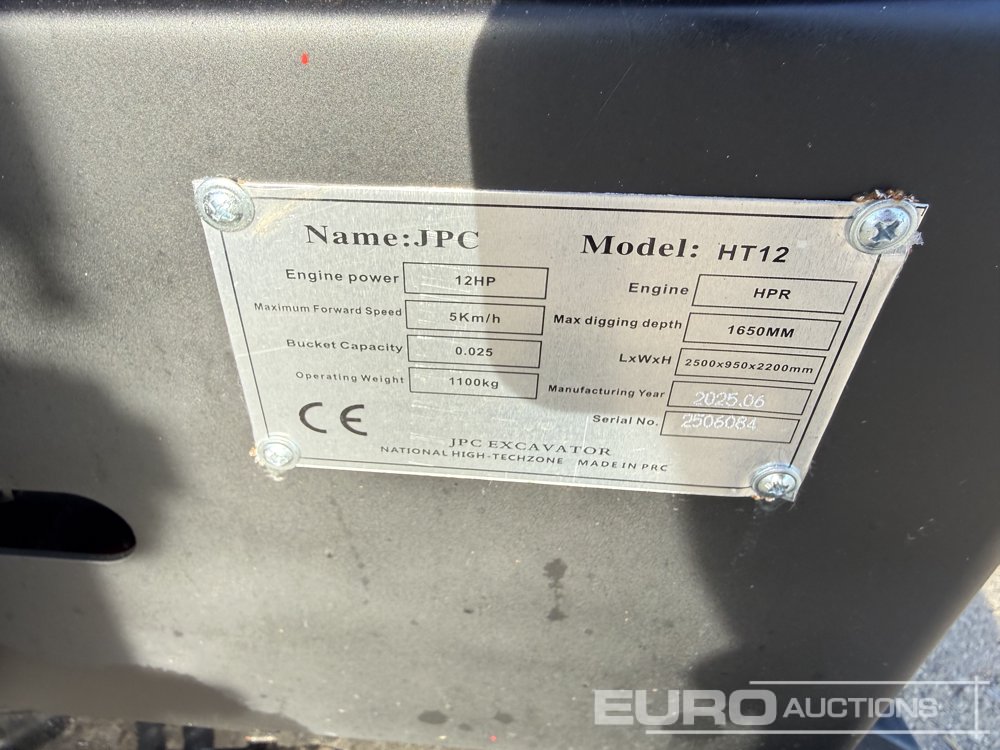 Name:JPC Model: HT12
Engine power 12HP Engine HPR
Maximum Forward Speed 5Km/h Max digging depth 1650MM
Bucket Capacity 0.025 LxWxH 2500x950x2200mm
Operating Weight 1100kg Manufacturing Year 2025.06
CE Serial No. 2506084
JPC EXCAVATOR
NATIONAL HIGH-TECHZONE MADE IN PRC
EURO AUCTIONS